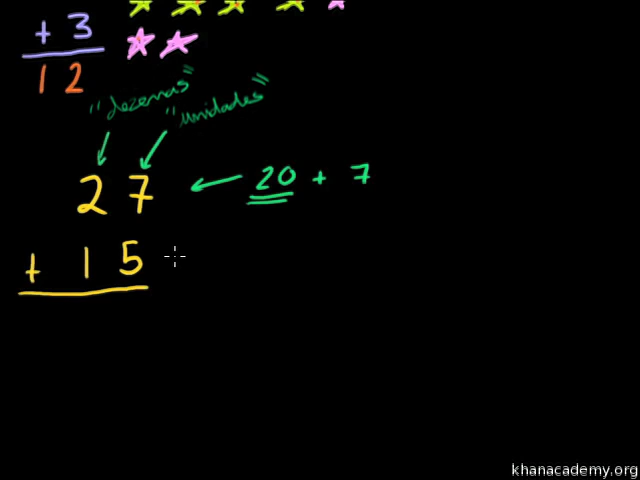 + 3
12
"dezenas"
"unidades"
27 ← 20 + 7
+ 15
khanacademy.org